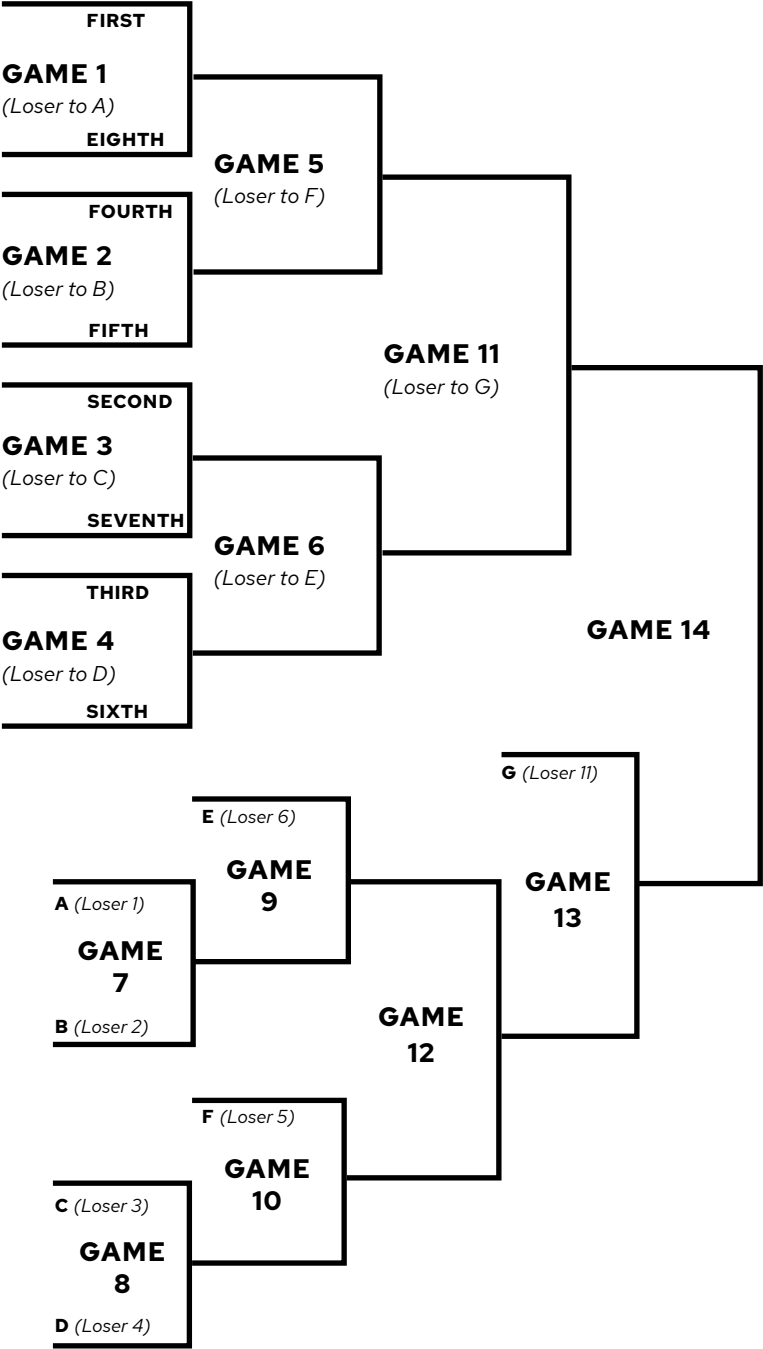 FIRST
GAME 1
(Loser to A)
EIGHTH
GAME 5
(Loser to F)
FOURTH
GAME 2
(Loser to B)
FIFTH
GAME 11
(Loser to G)
SECOND
GAME 3
(Loser to C)
SEVENTH
GAME 6
(Loser to E)
THIRD
GAME 4
(Loser to D)
SIXTH
GAME 14
G (Loser 11)
E (Loser 6)
GAME
9
GAME
13
A (Loser 1)
GAME
7
B (Loser 2)
GAME
12
F (Loser 5)
GAME
10
C (Loser 3)
GAME
8
D (Loser 4)